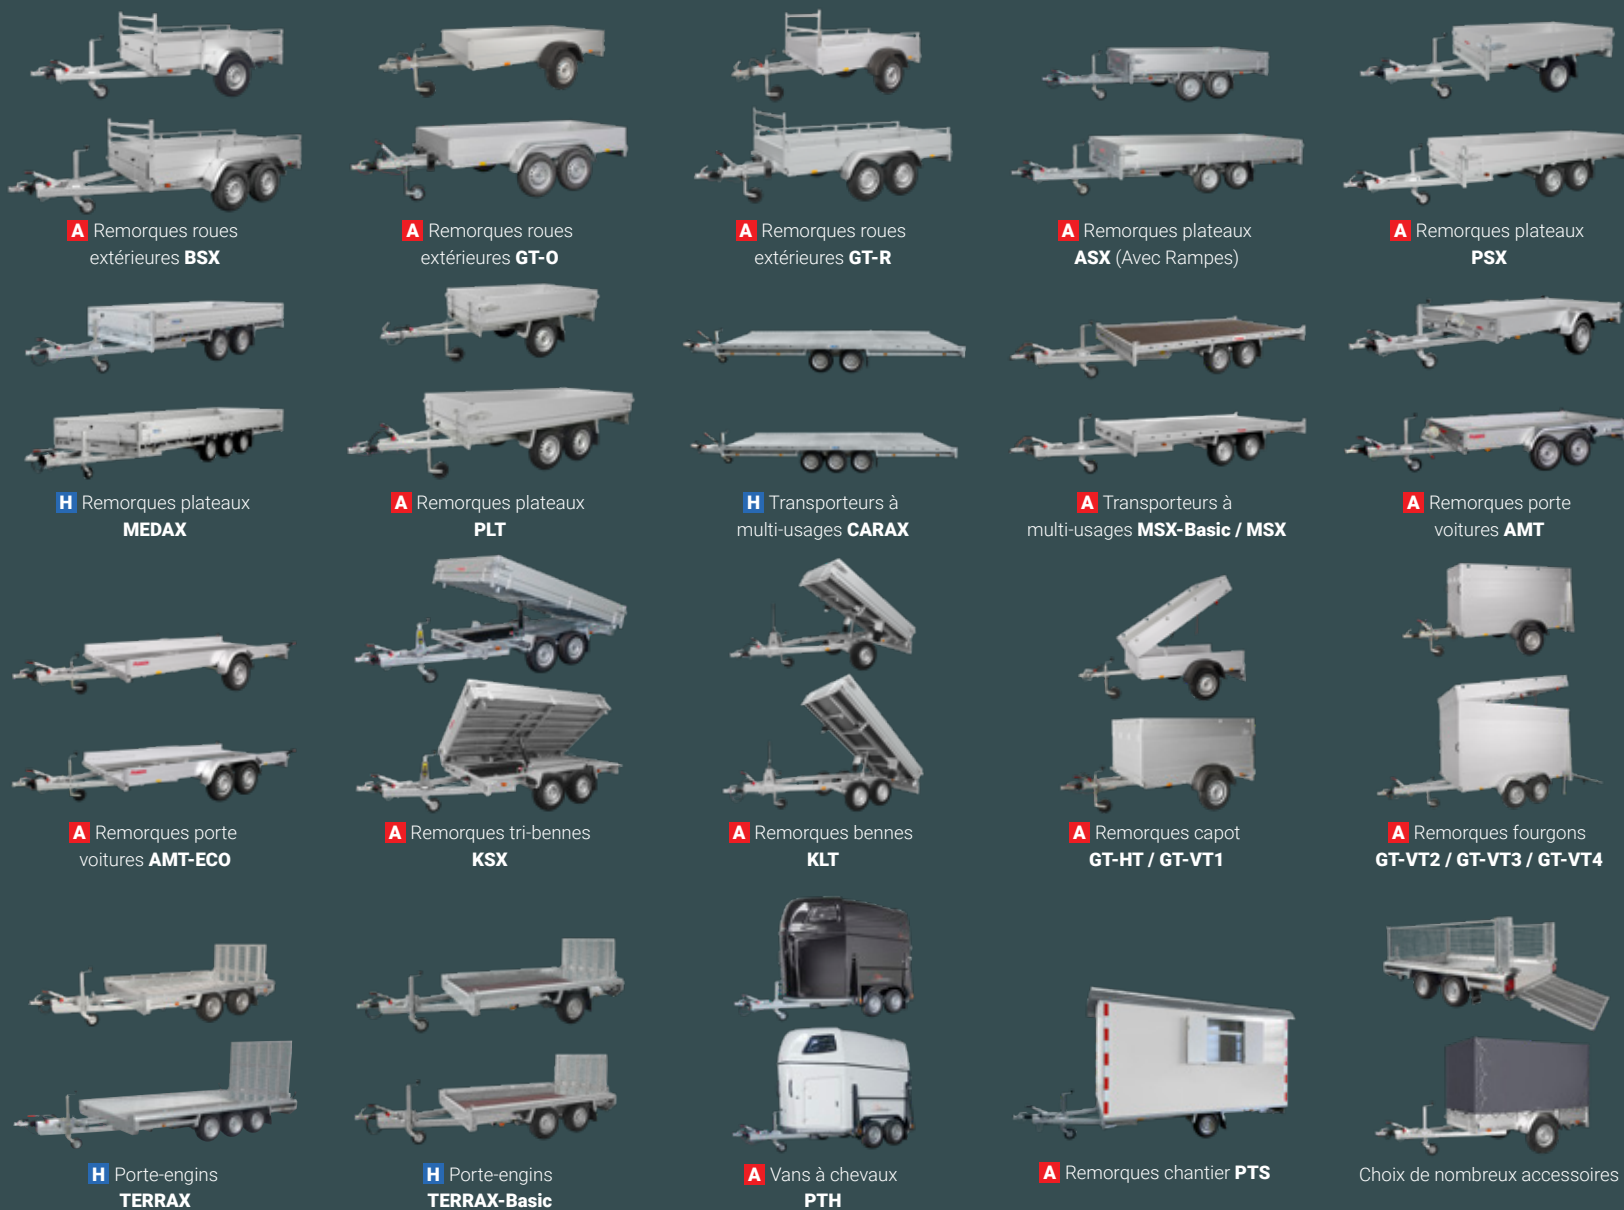 A Remorques roues
extérieures BSX
A Remorques roues
extérieures GT-O
A Remorques roues
extérieures GT-R
A Remorques plateaux
ASX (Avec Rampes)
A Remorques plateaux
PSX
H Remorques plateaux
MEDAX
A Remorques plateaux
PLT
H Transporteurs à
multi-usages CARAX
A Transporteurs à
multi-usages MSX-Basic / MSX
A Remorques porte
voitures AMT
A Remorques porte
voitures AMT-ECO
A Remorques tri-bennes
KSX
A Remorques bennes
KLT
A Remorques capot
GT-HT / GT-VT1
A Remorques fourgons
GT-VT2 / GT-VT3 / GT-VT4
H Porte-engins
TERRAX
H Porte-engins
TERRAX-Basic
A Vans à chevaux
PTH
A Remorques chantier PTS
Choix de nombreux accessoires